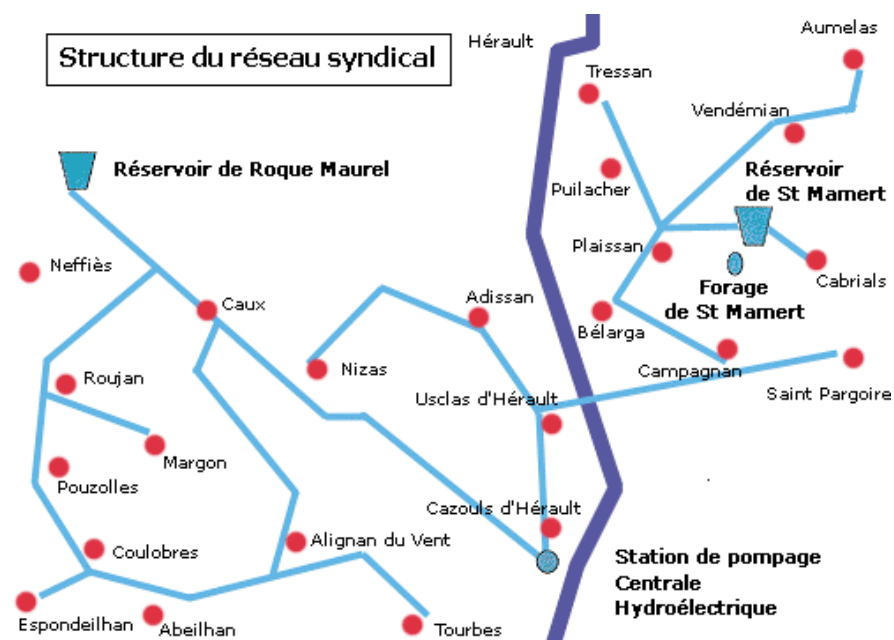 Structure du réseau syndical
Hérault
Aumelas
Tressan
Vendémian
Réservoir de Roque Maurel
Réservoir
de St Mamert
Puilacher
Plaissan
Neffiès
Cabrials
Forage
de St Mamert
Caux
Adissan
Bélarga
Nizas
Campagnan
Roujan
Saint Pargoire
Usclas d'Hérault
Margon
Pouzolles
Cazouls d'Hérault
Alignan du Vent
Coulobres
Station de pompage
Centrale
Hydroélectrique
Espondeilhan
Abeilhan
Tourbes